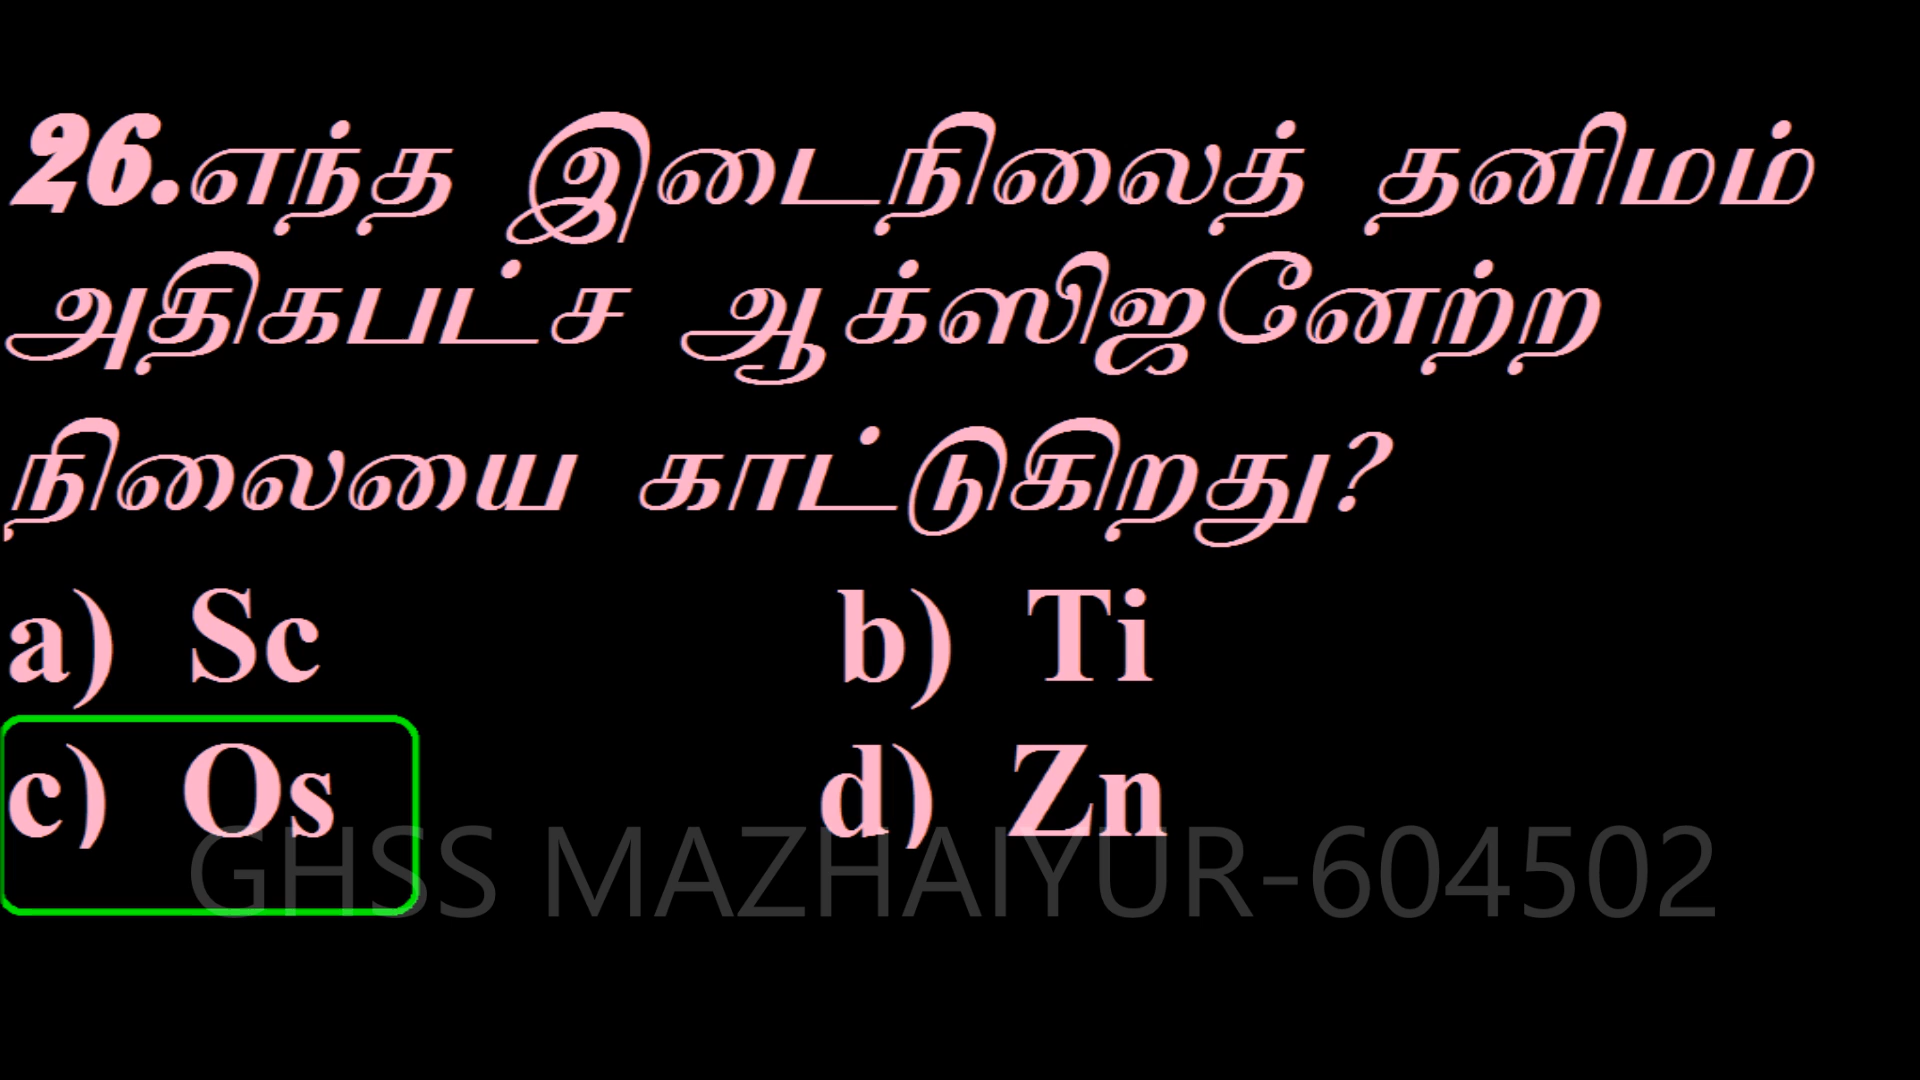 26.எந்த இடைநிலைத் தனிமம்
அதிகபட்ச ஆக்ஸிஜனேற்ற
நிலையை காட்டுகிறது?
a) Sc b) Ti
c) Os d) Zn
GHSS MAZHAIYUR-604502